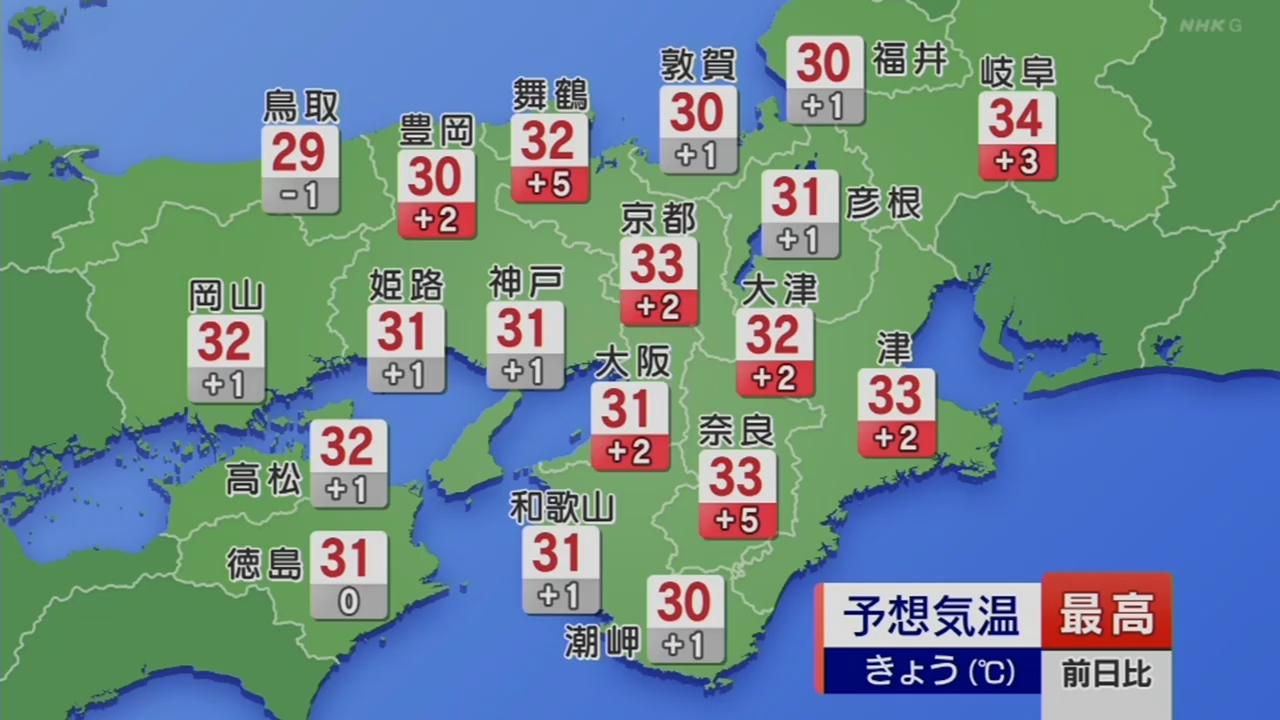 NHK G
敦賀
30
+1
30
+1
福井
岐阜
34
+3
鳥取
29
-1
豊岡
30
+2
舞鶴
32
+5
31
+1
彦根
京都
33
+2
岡山
32
+1
姫路
31
+1
神戸
31
+1
大津
32
+2
大阪
31
+2
津
33
+2
奈良
33
+5
高松
32
+1
和歌山
31
+1
徳島
31
0
潮岬
30
+1
予想気温 最高
きょう(℃) 前日比